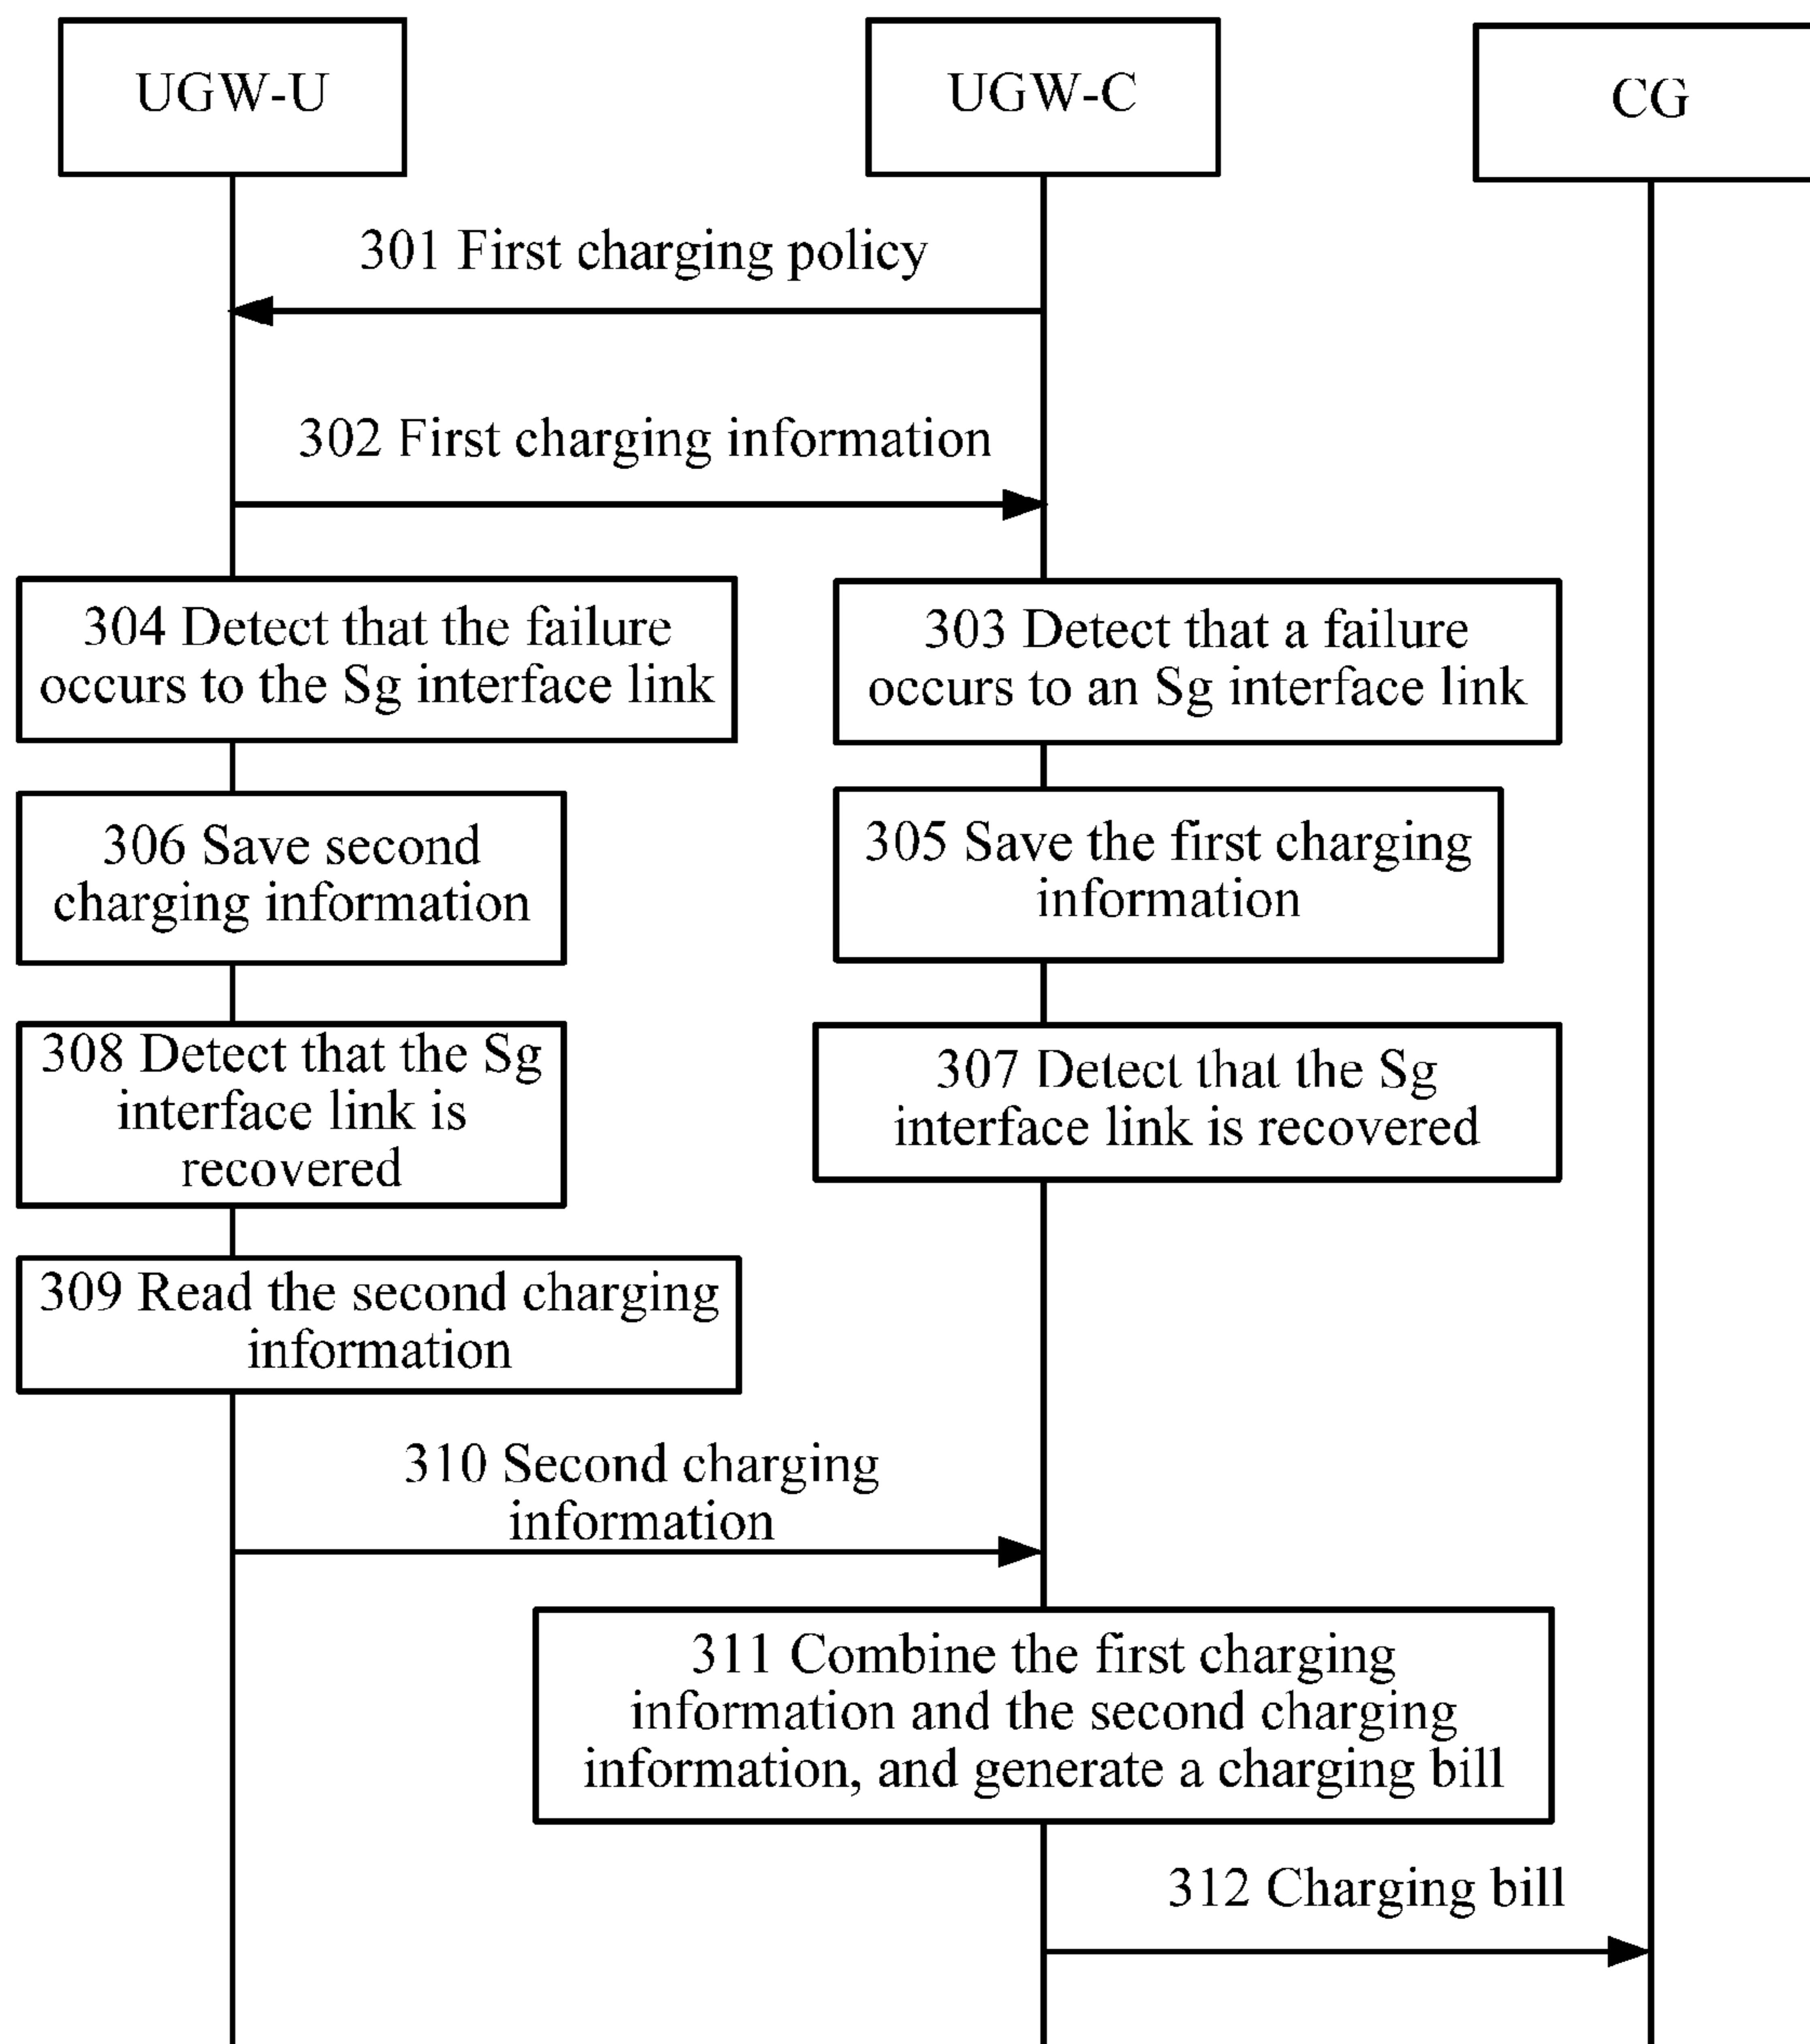 UGW-U
UGW-C
CG
301 First charging policy
302 First charging information
304 Detect that the failure
occurs to the Sg interface link
303 Detect that a failure
occurs to an Sg interface link
306 Save second
charging information
305 Save the first charging
information
308 Detect that the Sg
interface link is
recovered
307 Detect that the Sg
interface link is recovered
309 Read the second charging
information
310 Second charging
information
311 Combine the first charging
information and the second charging
information, and generate a charging bill
312 Charging bill